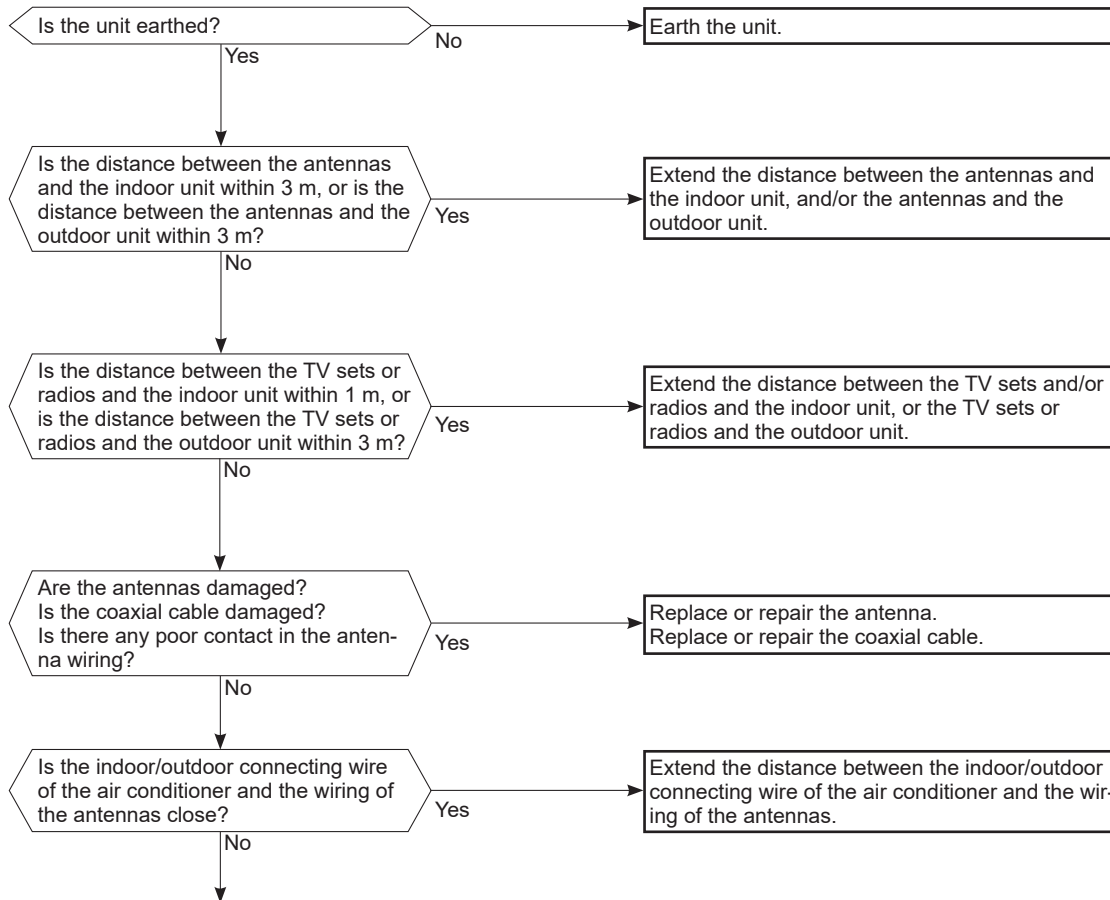 Is the unit earthed?
No
Earth the unit.
Yes
Is the distance between the antennas
and the indoor unit within 3 m, or is the
distance between the antennas and the
outdoor unit within 3 m?
Yes
Extend the distance between the antennas and
the indoor unit, and/or the antennas and the
outdoor unit.
No
Is the distance between the TV sets or
radios and the indoor unit within 1 m, or
is the distance between the TV sets or
radios and the outdoor unit within 3 m?
Yes
Extend the distance between the TV sets and/or
radios and the indoor unit, or the TV sets or
radios and the outdoor unit.
No
Are the antennas damaged?
Is the coaxial cable damaged?
Is there any poor contact in the anten-
na wiring?
Yes
Replace or repair the antenna.
Replace or repair the coaxial cable.
No
Is the indoor/outdoor connecting wire
of the air conditioner and the wiring of
the antennas close?
Yes
Extend the distance between the indoor/outdoor
connecting wire of the air conditioner and the wir-
ing of the antennas.
No